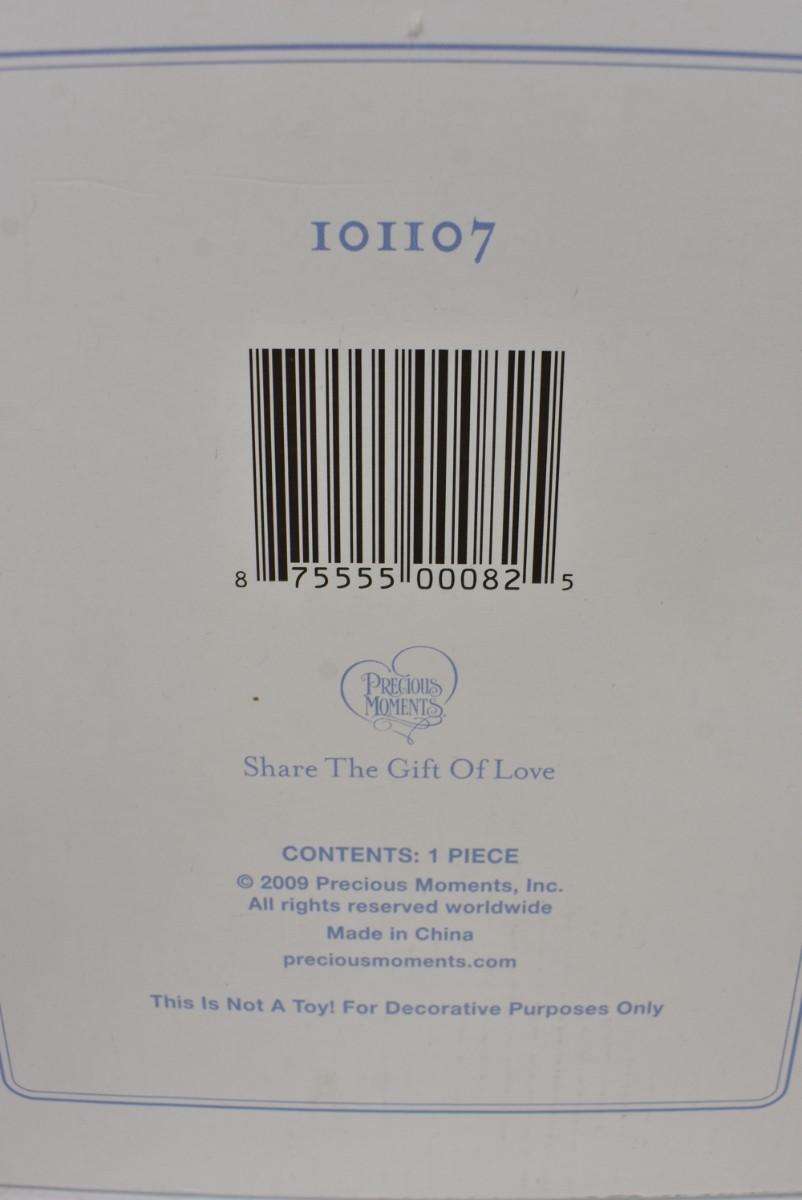 101107
8 75555 00082 5
PRECIOUS
MOMENTS
Share The Gift Of Love
CONTENTS: 1 PIECE
© 2009 Precious Moments, Inc.
All rights reserved worldwide
Made in China
preciousmoments.com
This Is Not A Toy! For Decorative Purposes Only